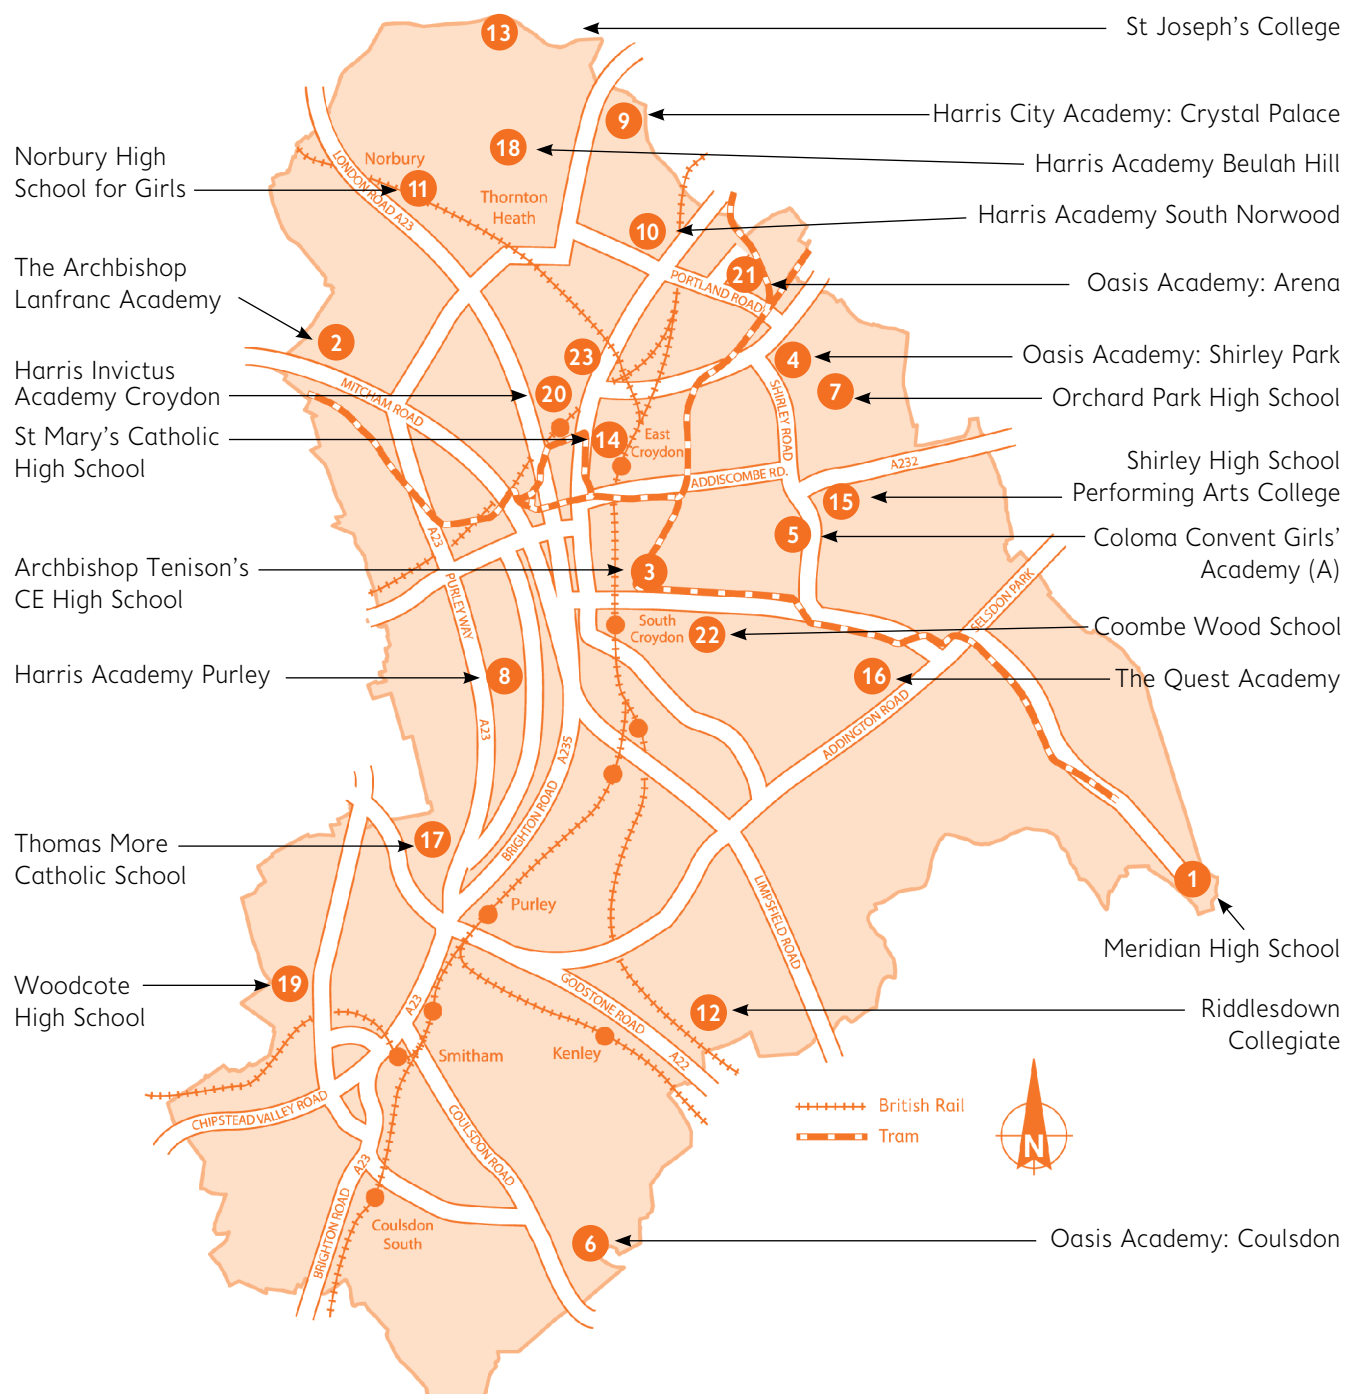 13
St Joseph’s College
9
Harris City Academy: Crystal Palace
18
Harris Academy Beulah Hill
Norbury High
School for Girls
Norbury
11
LONDON ROAD A23
Thornton
Heath
10
Harris Academy South Norwood
The Archbishop
Lanfranc Academy
21
PORTLAND ROAD
Oasis Academy: Arena
2
23
4
Oasis Academy: Shirley Park
Harris Invictus
Academy Croydon
MITCHAM ROAD
20
7
SHIRLEY ROAD
Orchard Park High School
St Mary’s Catholic
High School
14
East
Croydon
ADDISCOMBE RD.
A232
Shirley High School
Performing Arts College
15
A23
5
Coloma Convent Girls’
Academy (A)
Archbishop Tenison’s
CE High School
3
PURLEY WAY
SELSDON PARK
South
Croydon
22
Coombe Wood School
Harris Academy Purley
8
16
The Quest Academy
A23
A235
ADDINGTON ROAD
BRIGHTON ROAD
Thomas More
Catholic School
17
1
Meridian High School
LIMPSFIELD ROAD
Purley
Woodcote
High School
19
A23
GODSTONE ROAD
A22
12
Riddlesdown
Collegiate
Smitham
Kenley
CHIPSTEAD VALLEY ROAD
COULSDON ROAD
British Rail
Tram
N
A23
BRIGHTON ROAD
Coulsdon
South
6
Oasis Academy: Coulsdon